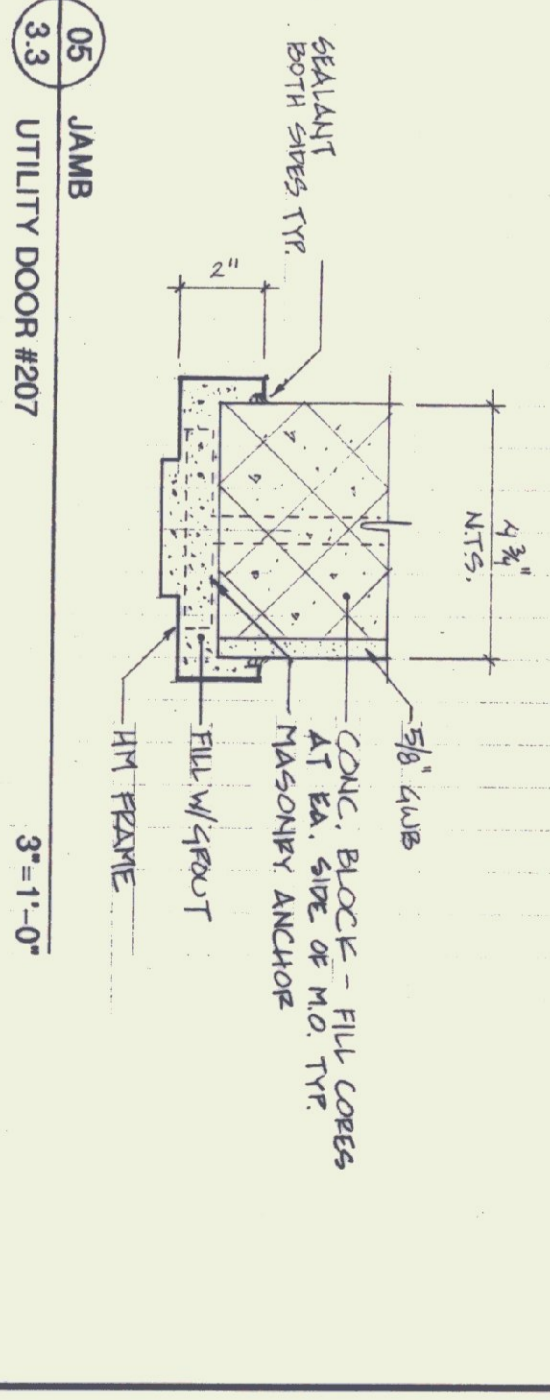 4 3/4"
N.T.S.
SEALANT
BOTH SIDES TYP.
2"
5/8" GWB
CONC. BLOCK - FILL CORES
AT EA. SIDE OF M.O. TYP.
MASONRY ANCHOR
FILL W/GROUT
HM FRAME
05
3.3
JAMB
UTILITY DOOR #207
3"=1'-0"